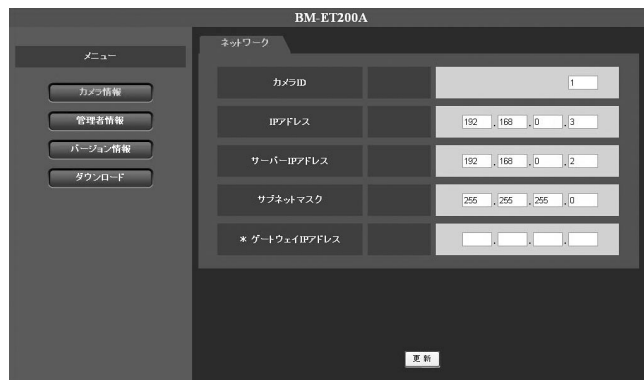 BM-ET200A
メニュー
カメラ情報
管理者情報
バージョン情報
ダウンロード
ネットワーク
カメラID 1
IPアドレス 192 . 168 . 0 . 3
サーバーIPアドレス 192 . 168 . 0 . 2
サブネットマスク 255 . 255 . 255 . 0
* ゲートウェイIPアドレス . . .
更新